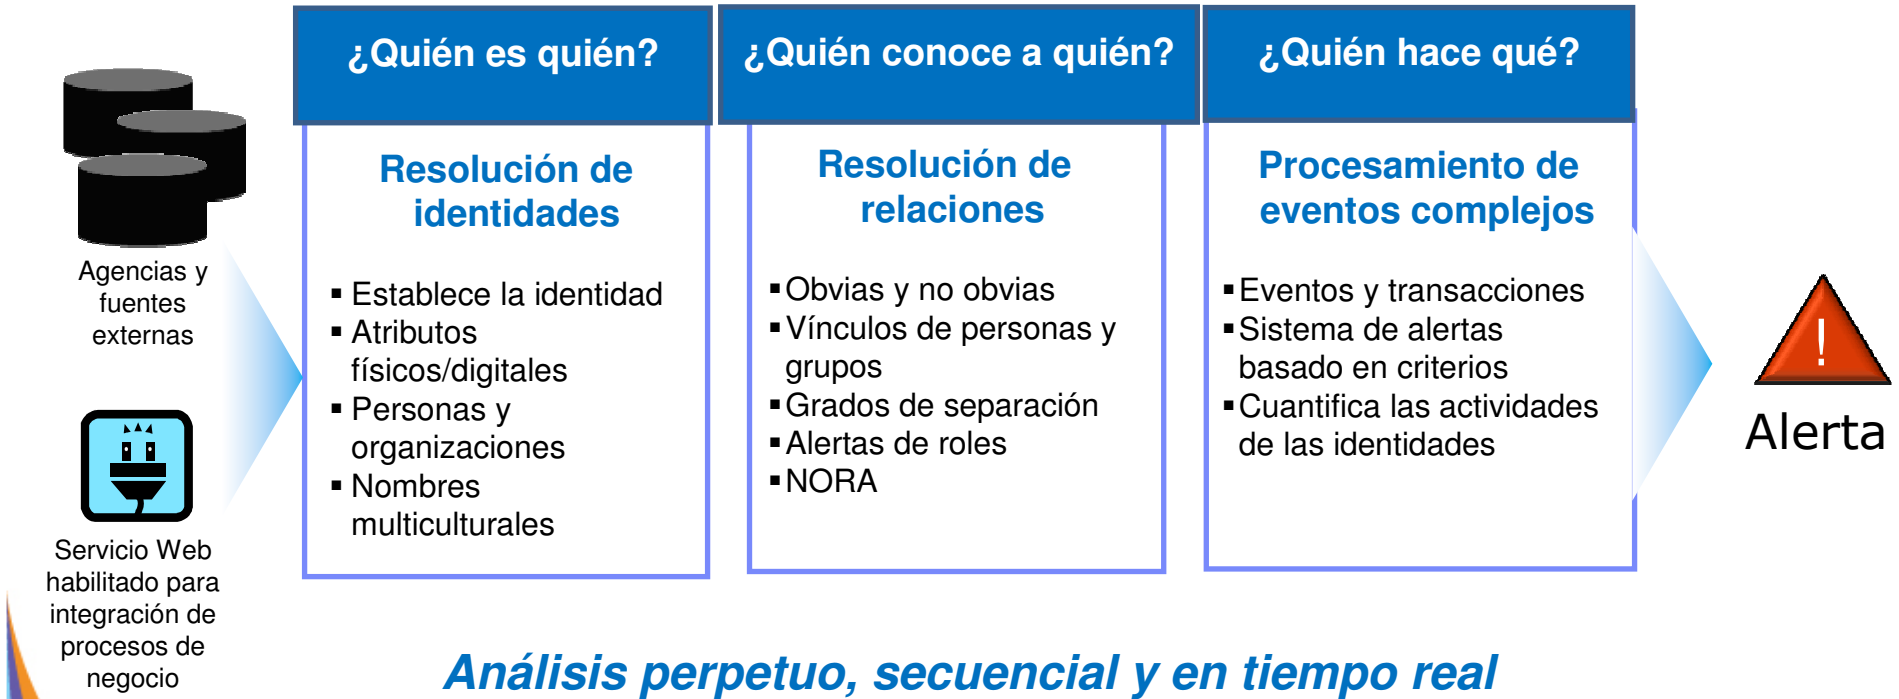 Agencias y
fuentes
externas
Servicio Web
habilitado para
integración de
procesos de
negocio
¿Quién es quién?
Resolución de
identidades
▪ Establece la identidad
▪ Atributos
físicos/digitales
▪ Personas y
organizaciones
▪ Nombres
multiculturales
¿Quién conoce a quién?
Resolución de
relaciones
▪Obvias y no obvias
▪Vínculos de personas y
grupos
▪Grados de separación
▪Alertas de roles
▪NORA
¿Quién hace qué?
Procesamiento de
eventos complejos
▪Eventos y transacciones
▪Sistema de alertas
basado en criterios
▪Cuantifica las actividades
de las identidades
!
Alerta
Análisis perpetuo, secuencial y en tiempo real